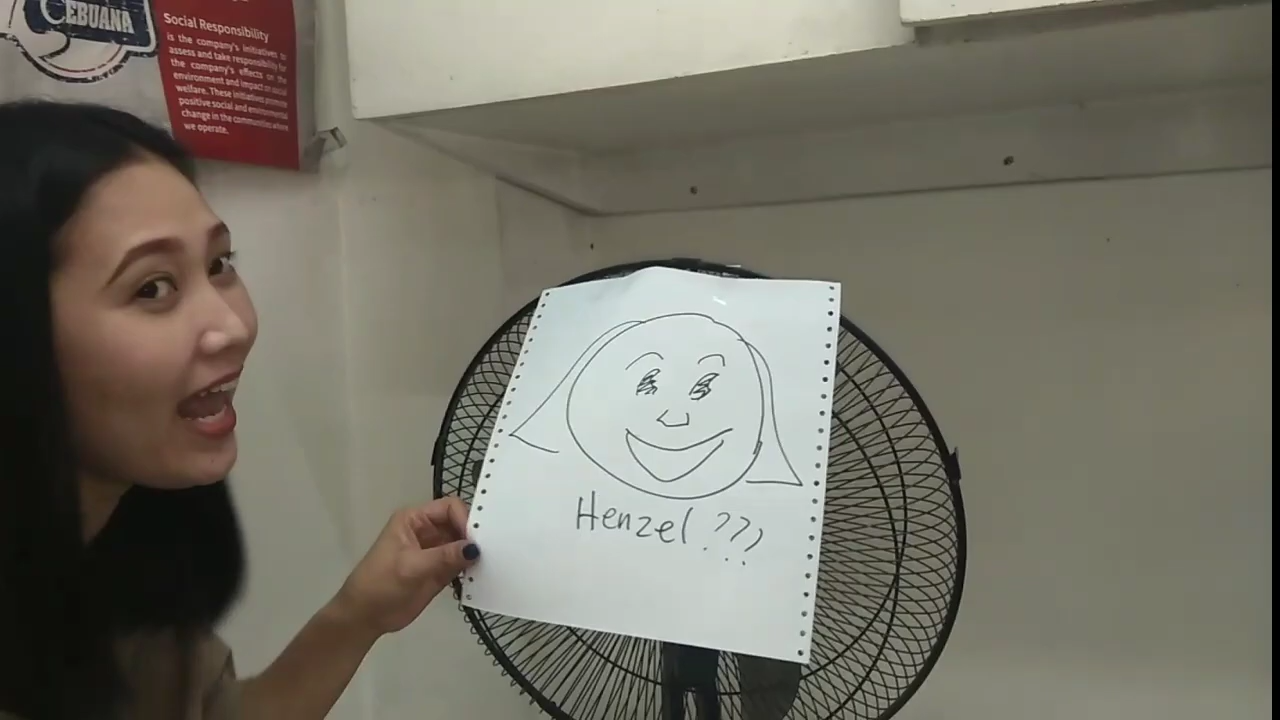 CEBUANA
Social Responsibility
is the company's initiatives to
assess and take responsibility for
the company's effects on the
environment and impact on social
welfare. These initiatives promote
positive social and environmental
change in the communities where
we operate.
Henzel???